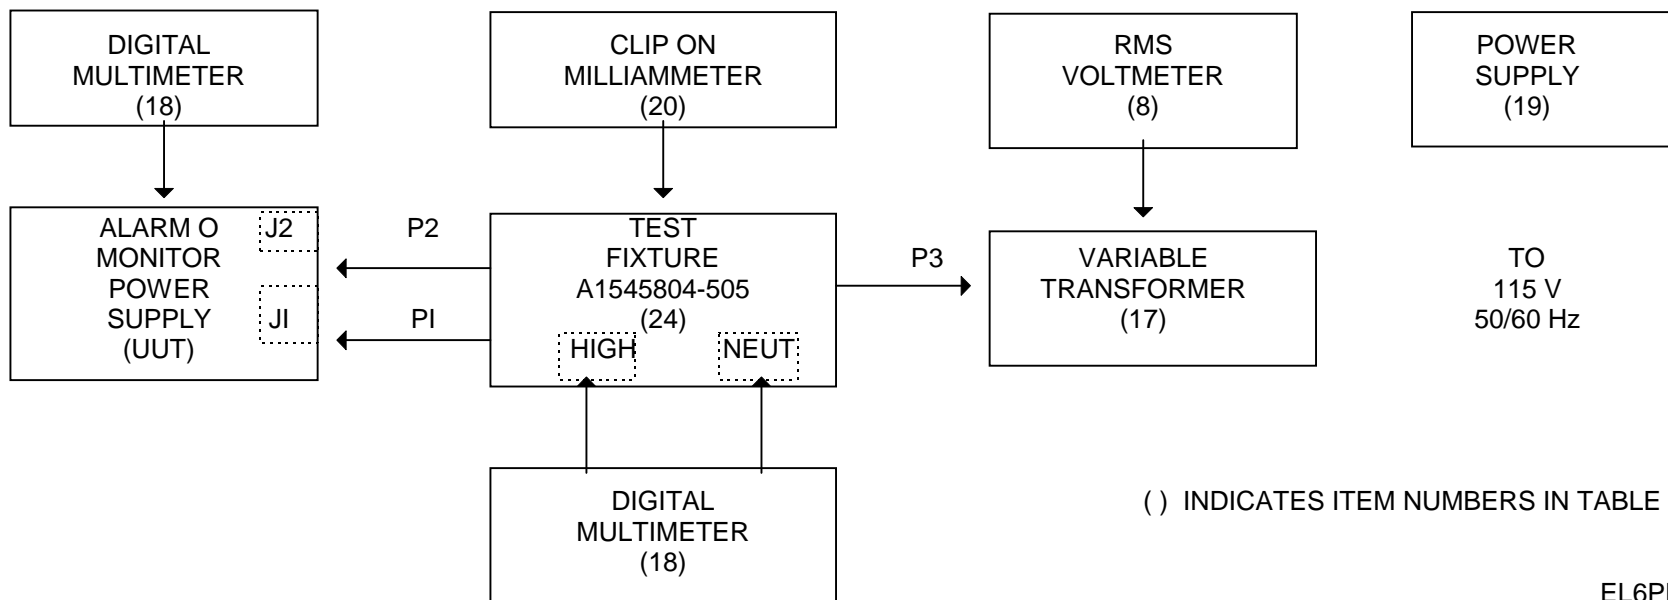 DIGITAL
MULTIMETER
(18)
CLIP ON
MILLIAMMETER
(20)
RMS
VOLTMETER
(8)
POWER
SUPPLY
(19)
ALARM O
MONITOR
POWER
SUPPLY
(UUT)
J2
JI
P2
PI
TEST
FIXTURE
A1545804-505
(24)
HIGH
NEUT
P3
VARIABLE
TRANSFORMER
(17)
TO
115 V
50/60 Hz
DIGITAL
MULTIMETER
(18)
( ) INDICATES ITEM NUMBERS IN TABLE